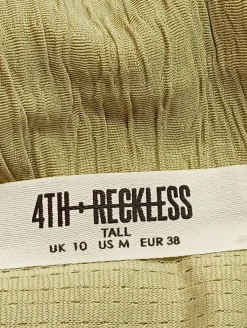 4TH+RECKLESS
TALL
UK 10 US M EUR 38